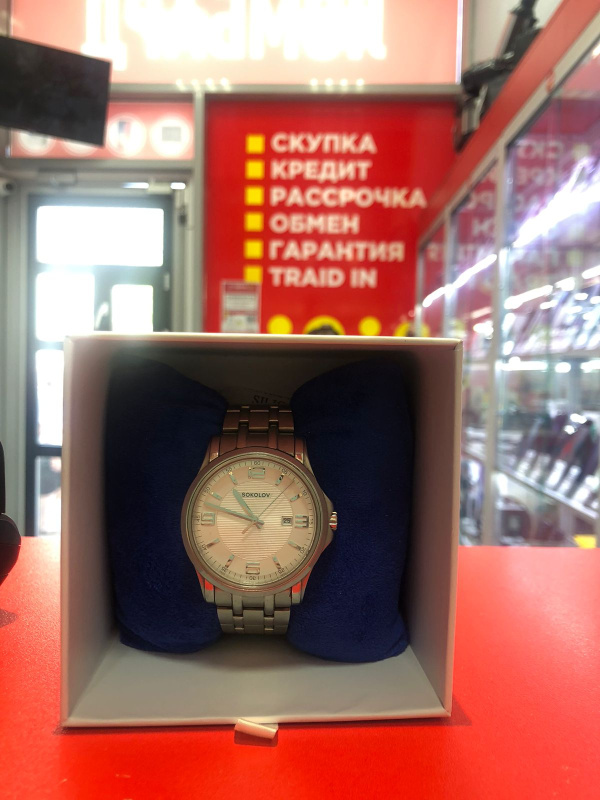 СКУПКА
КРЕДИТ
РАССРОЧКА
ОБМЕН
ГАРАНТИЯ
TRAID IN
SOKOLOV